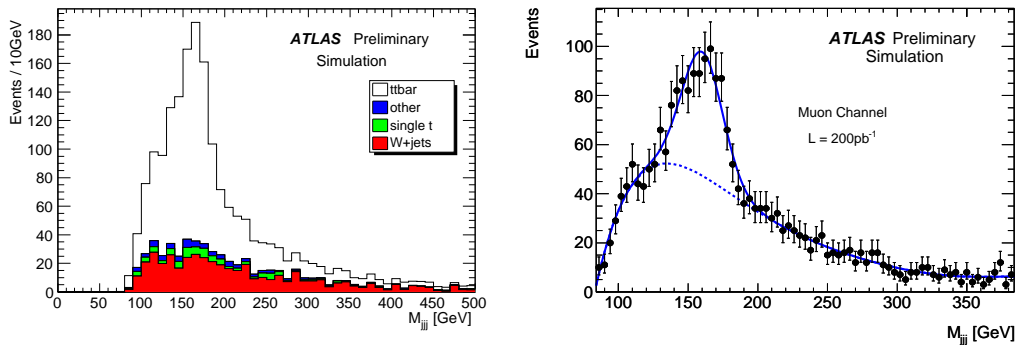 Events / 10GeV
180
160
140
120
100
80
60
40
20
0
ATLAS Preliminary
Simulation
ttbar
other
single t
W+jets
0 50 100 150 200 250 300 350 400 450 500
M_jjj [GeV]
Events
100
80
60
40
20
0
ATLAS Preliminary
Simulation
Muon Channel
L = 200pb⁻¹
100 150 200 250 300 350
M_jjj [GeV]